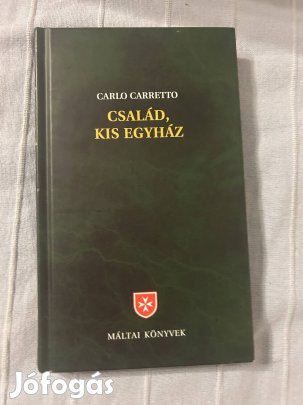 CARLO CARRETTO
CSALÁD,
KIS EGYHÁZ
MÁLTAI KÖNYVEK
Jófogás